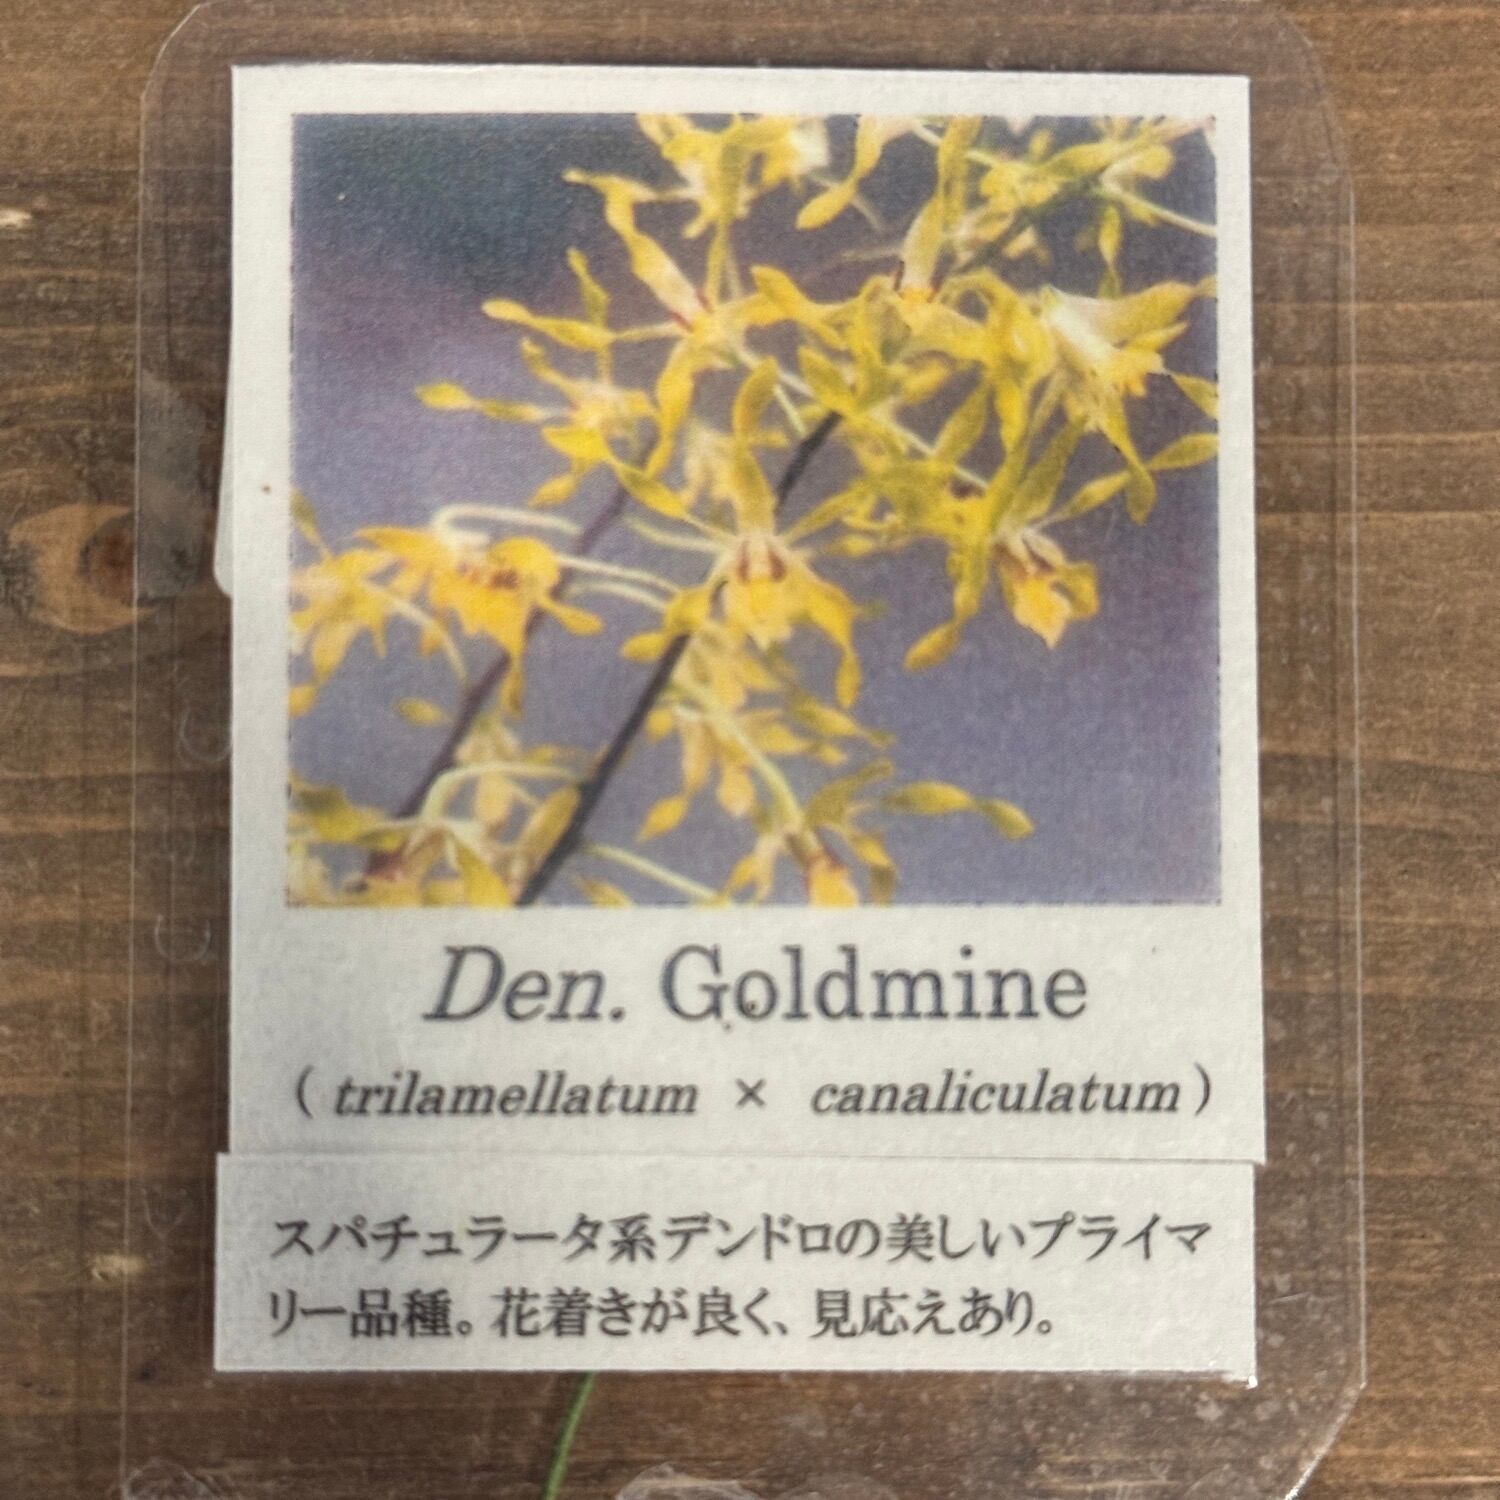 Den. Goldmine
( trilamellatum × canaliculatum )
スパチュラータ系デンドロの美しいプライマ
リー品種。花着きが良く、見応えあり。